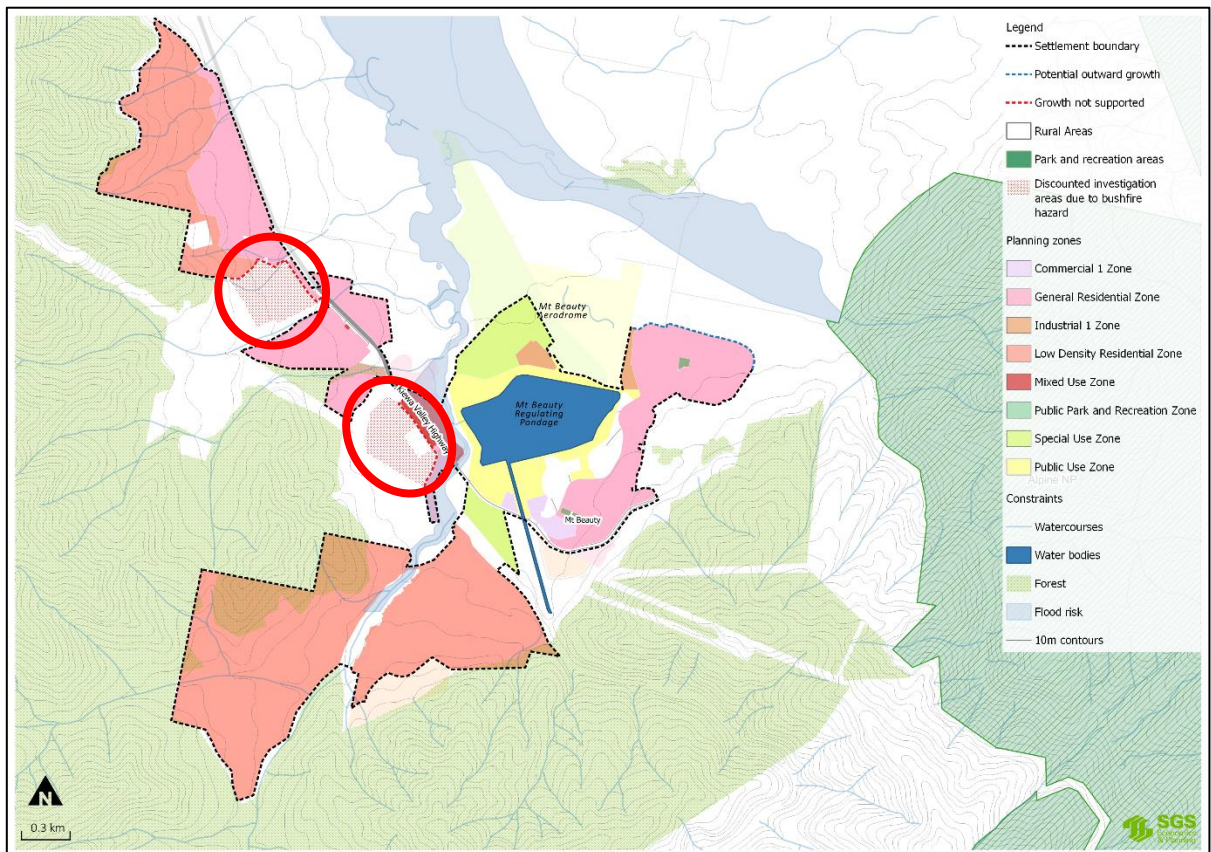 Legend
Settlement boundary
Potential outward growth
Growth not supported
Rural Areas
Park and recreation areas
Discounted investigation
areas due to bushfire
hazard
Planning zones
Commercial 1 Zone
General Residential Zone
Industrial 1 Zone
Low Density Residential Zone
Mixed Use Zone
Public Park and Recreation Zone
Special Use Zone
Public Use Zone
Alpine NP
Constraints
Watercourses
Water bodies
Forest
Flood risk
10m contours
Mt Beauty
Aerodrome
Mt Beauty
Regulating
Pondage
Kiewa Valley Highway
Mt Beauty
N
0.3 km
SGS
Economics
& Planning